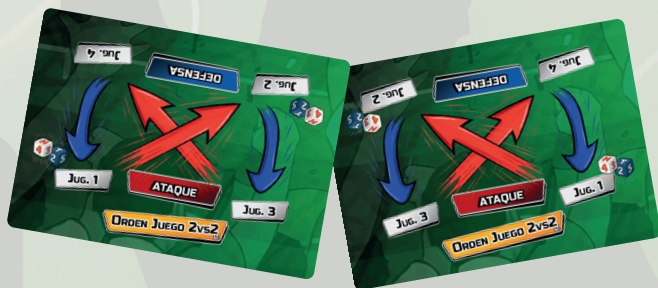 Jug. 4
DEFENSA
Jug. 2
Jug. 1
ATAQUE
Jug. 3
ORDEN JUEGO 2VS2
Jug. 2
DEFENSA
Jug. 4
Jug. 3
ATAQUE
Jug. 1
ORDEN JUEGO 2VS2